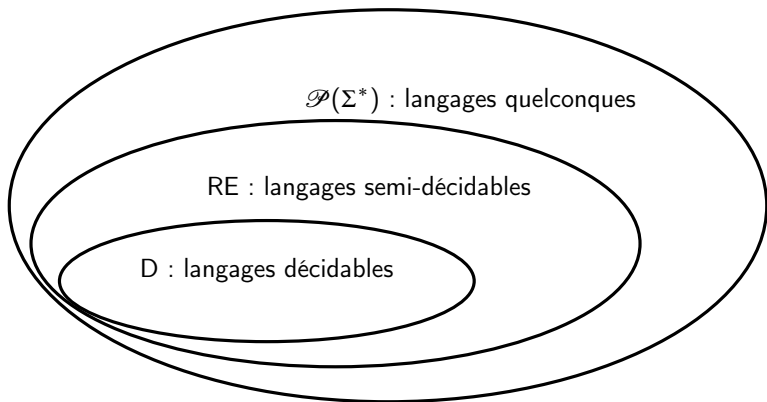 𝒫(Σ*) : langages quelconques
RE : langages semi-décidables
D : langages décidables